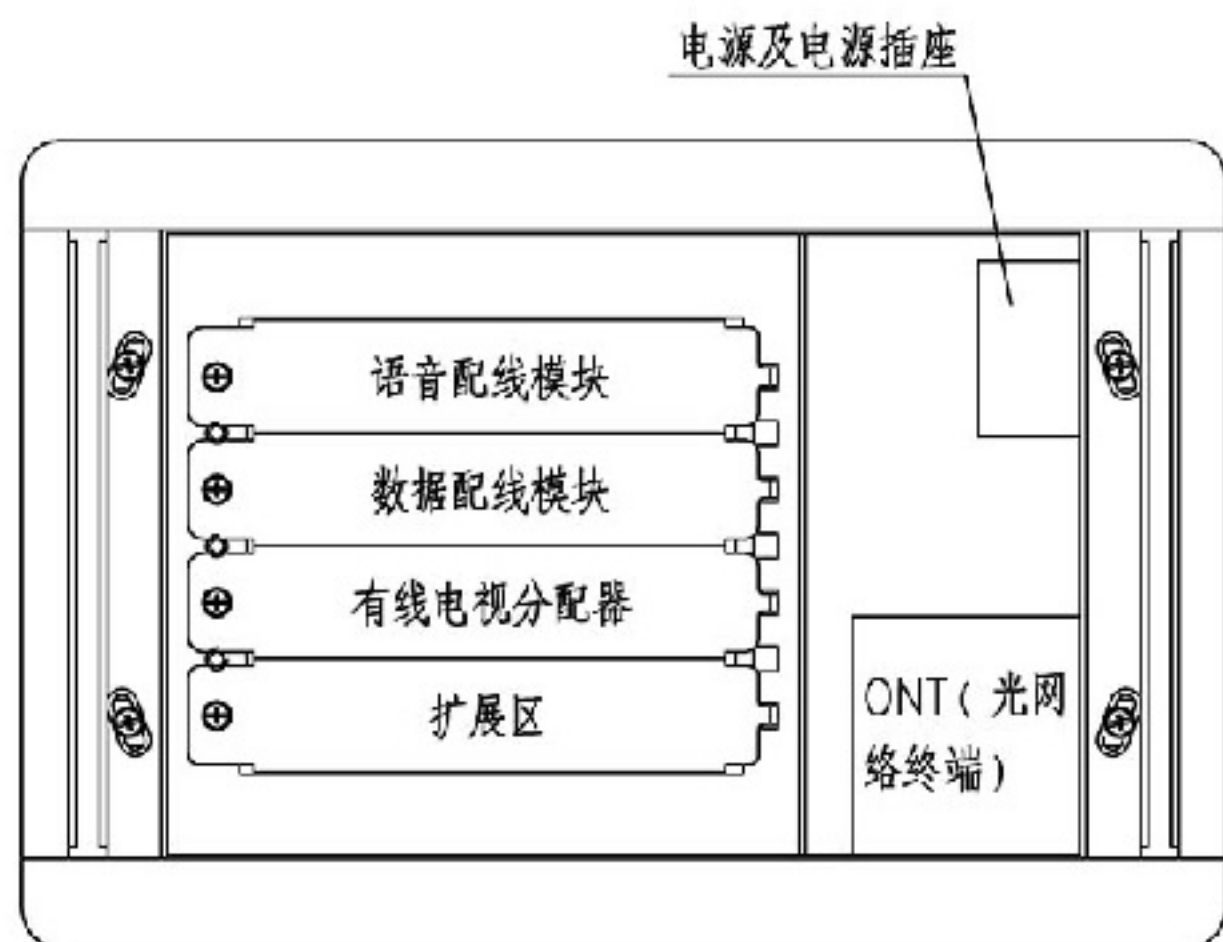 电源及电源插座
语音配线模块
数据配线模块
有线电视分配器
扩展区
ONT(光网
络终端)